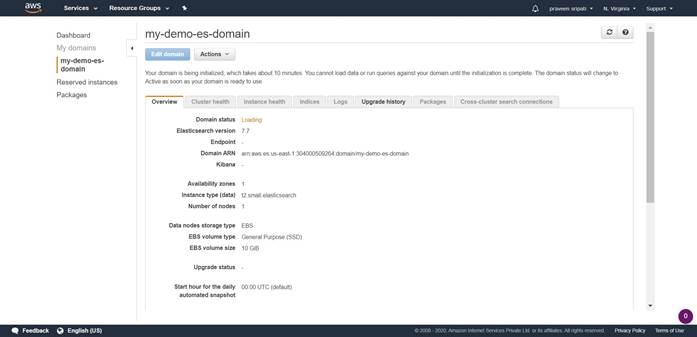 aws
Services
Resource Groups
praveen sripati
N. Virginia
Support
Dashboard
My domains
my-demo-es-
domain
Reserved instances
Packages
my-demo-es-domain
Edit domain
Actions
Your domain is being initialized, which takes about 10 minutes. You cannot load data or run queries against your domain until the initialization is complete. The domain status will change to
Active as soon as your domain is ready to use.
Overview
Cluster health
Instance health
Indices
Logs
Upgrade history
Packages
Cross-cluster search connections
Domain status Loading
Elasticsearch version 7.7
Endpoint -
Domain ARN arn:aws:es:us-east-1:304000509264:domain/my-demo-es-domain
Kibana -
Availability zones 1
Instance type (data) t2.small.elasticsearch
Number of nodes 1
Data nodes storage type EBS
EBS volume type General Purpose (SSD)
EBS volume size 10 GiB
Upgrade status -
Start hour for the daily 00:00 UTC (default)
automated snapshot
0
Feedback
English (US)
© 2008 - 2020, Amazon Internet Services Private Ltd. or its affiliates. All rights reserved.
Privacy Policy
Terms of Use